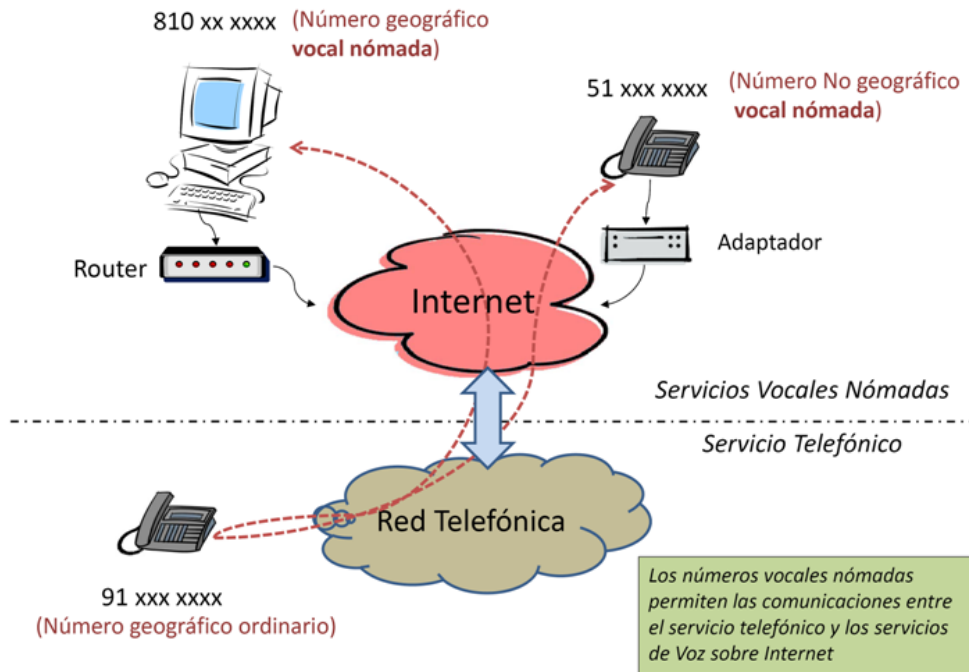 810 xx xxxx (Número geográfico
vocal nómada)
51 xxx xxxx (Número No geográfico
vocal nómada)
Router
Adaptador
Internet
Servicios Vocales Nómadas
Servicio Telefónico
Red Telefónica
91 xxx xxxx
(Número geográfico ordinario)
Los números vocales nómadas
permiten las comunicaciones entre
el servicio telefónico y los servicios
de Voz sobre Internet